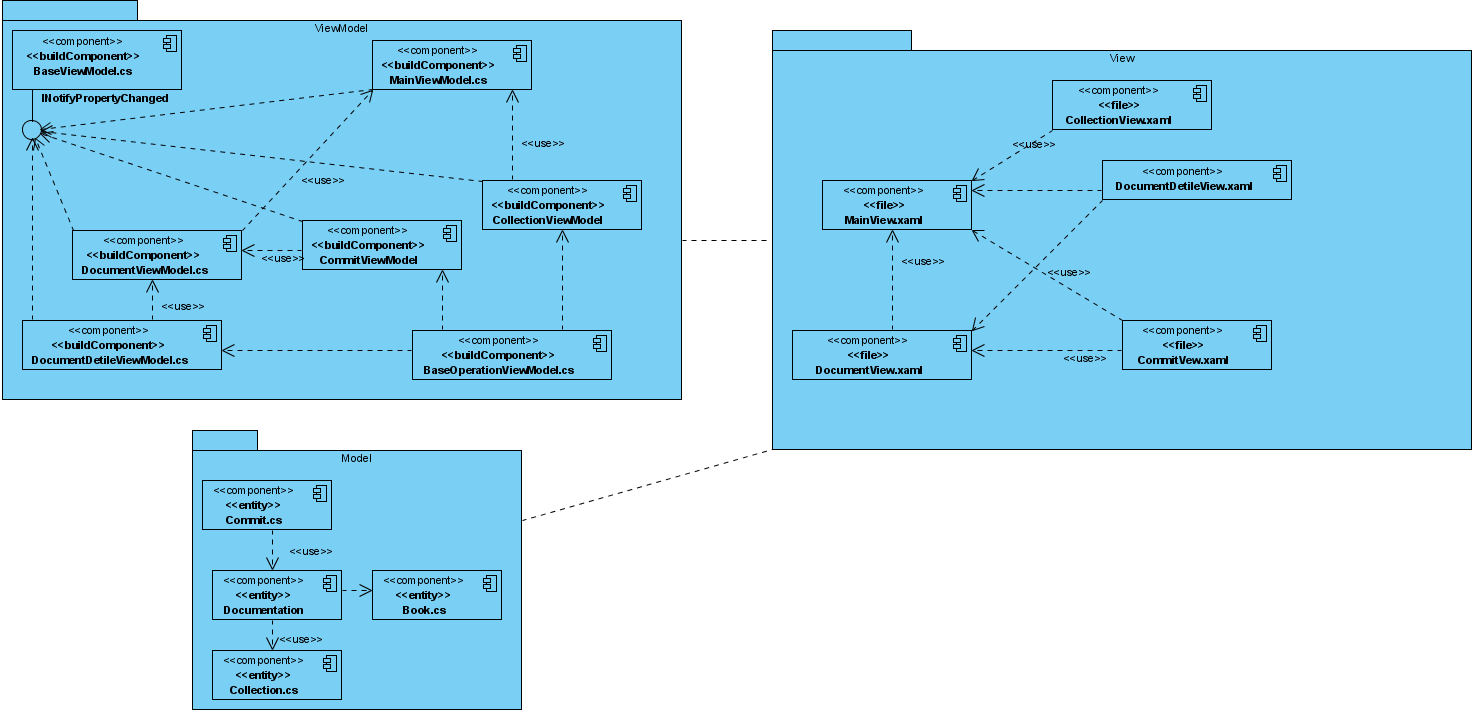 ViewModel
<<component>>
<<buildComponent>>
BaseViewModel.cs
INotifyPropertyChanged
<<component>>
<<buildComponent>>
MainViewModel.cs
<<use>>
<<use>>
<<component>>
<<buildComponent>>
CollectionViewModel
<<component>>
<<buildComponent>>
CommitViewModel
<<component>>
<<buildComponent>>
DocumentViewModel.cs
<<use>>
<<use>>
<<component>>
<<buildComponent>>
DocumentDetileViewModel.cs
<<component>>
<<buildComponent>>
BaseOperationViewModel.cs
View
<<component>>
<<file>>
CollectionView.xaml
<<use>>
<<component>>
DocumentDetileView.xaml
<<component>>
<<file>>
MainView.xaml
<<use>>
<<use>>
<<component>>
<<file>>
DocumentView.xaml
<<use>>
<<component>>
<<file>>
CommitVew.xaml
Model
<<component>>
<<entity>>
Commit.cs
<<use>>
<<component>>
<<entity>>
Documentation
<<component>>
<<entity>>
Book.cs
<<use>>
<<component>>
<<entity>>
Collection.cs